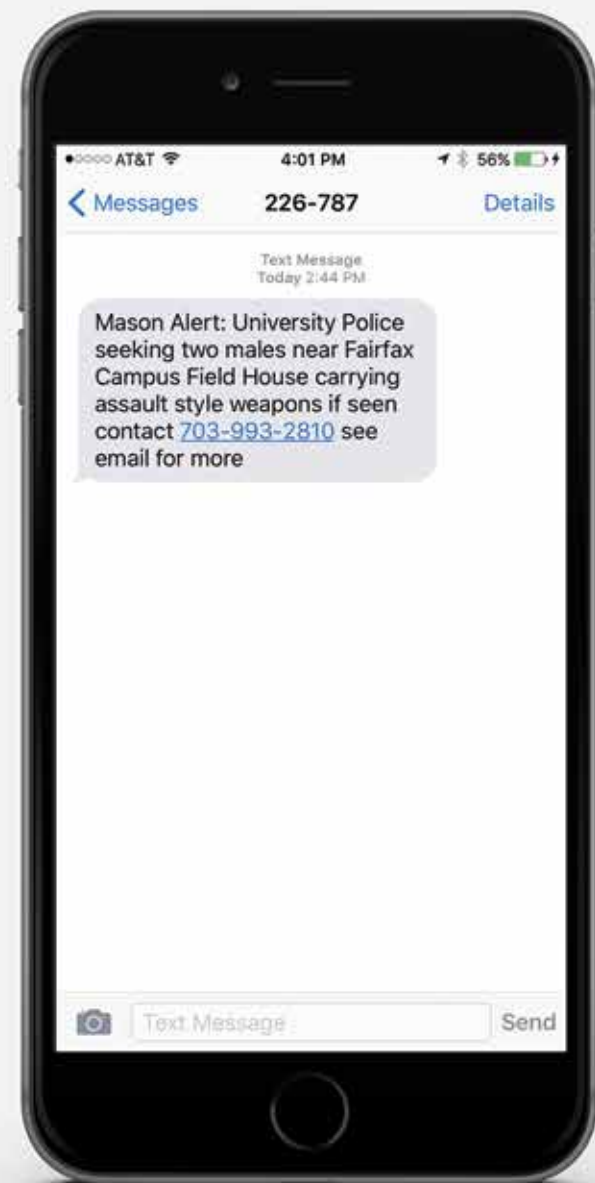 AT&T 4:01 PM 56%
Messages 226-787 Details
Text Message
Today 2:44 PM
Mason Alert: University Police
seeking two males near Fairfax
Campus Field House carrying
assault style weapons if seen
contact 703-993-2810 see
email for more
Text Message Send